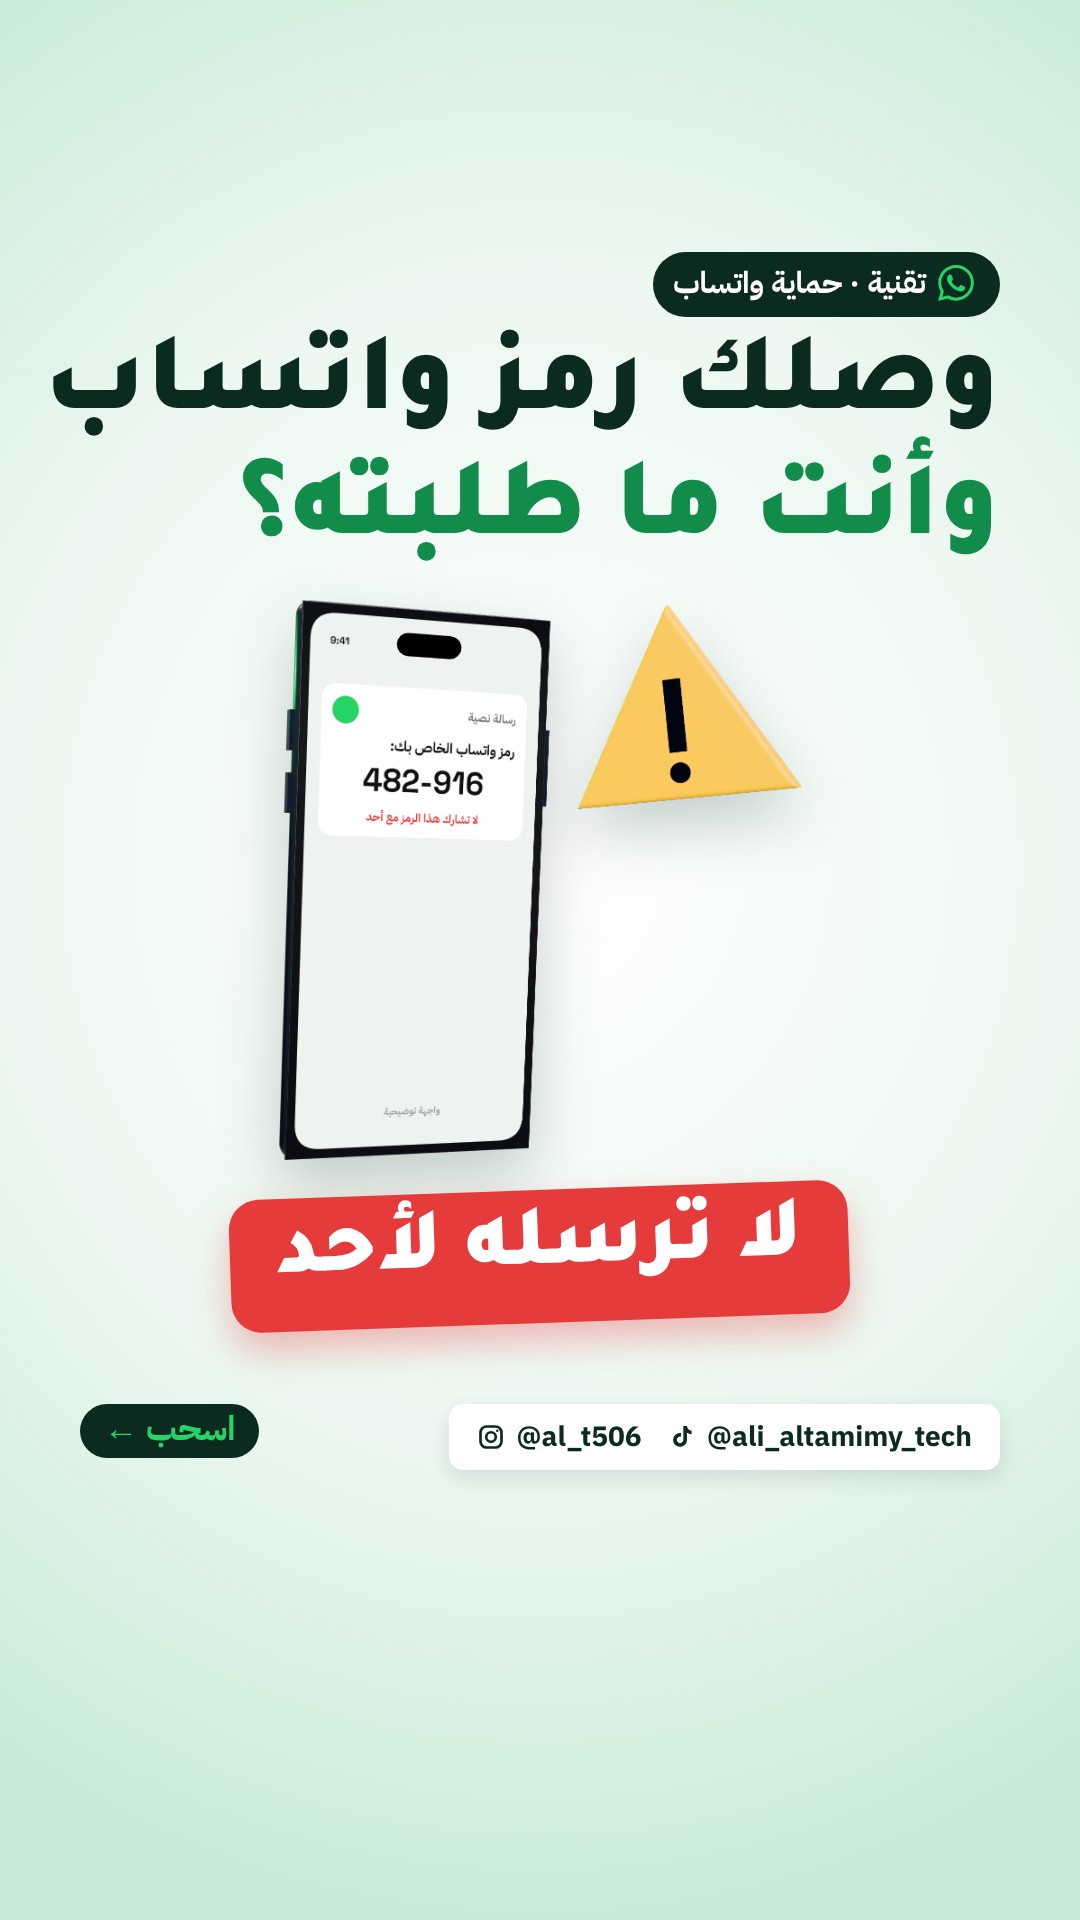 تقنية · حماية واتساب
وصلك رمز واتساب
وأنت ما طلبته؟
9:41
رسالة نصية
رمز واتساب الخاص بك:
482-916
لا تشارك هذا الرمز مع أحد
واجهة توضيحية
!
لا ترسله لأحد
@al_t506 @ali_altamimy_tech
اسحب ←